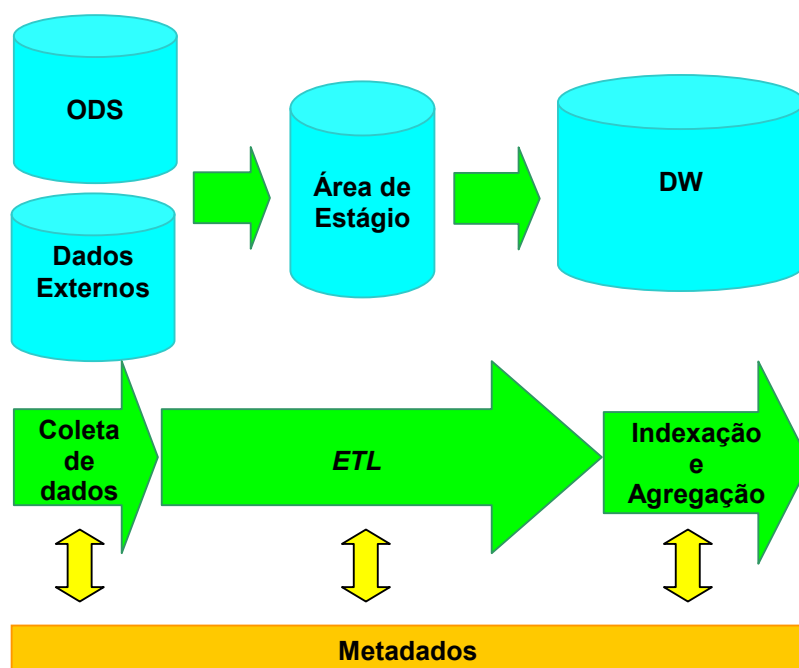 ODS
Área de
Estágio
DW
Dados
Externos
Coleta
de
dados
ETL
Indexação
e
Agregação
Metadados